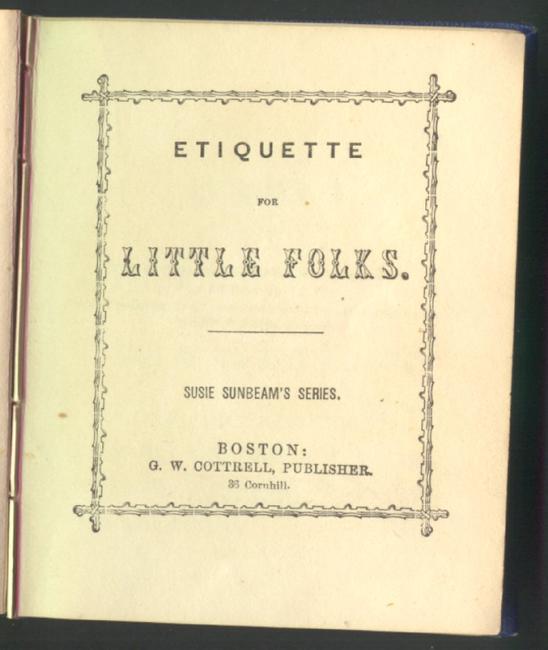 ETIQUETTE
FOR
LITTLE FOLKS.
SUSIE SUNBEAM'S SERIES.
BOSTON:
G. W. COTTRELL, PUBLISHER.
36 Cornhill.